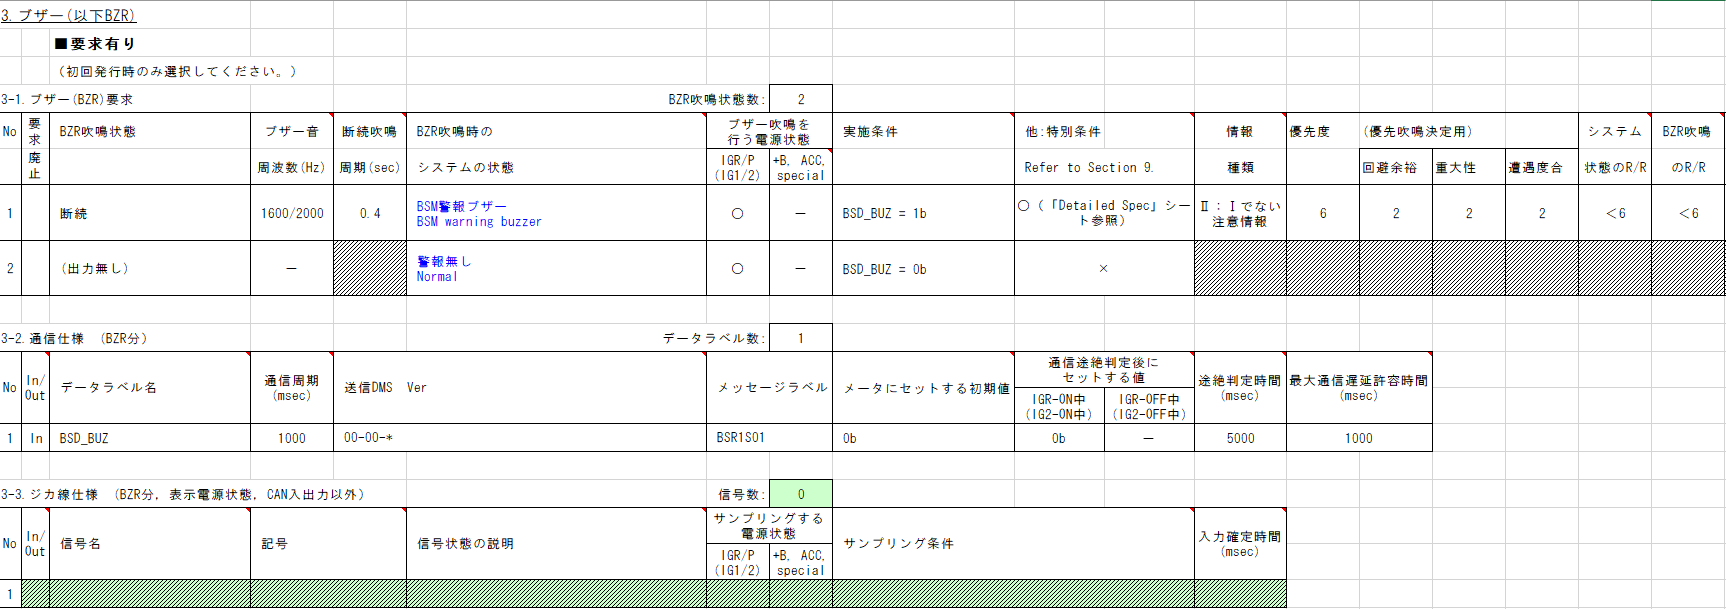 3. ブザー(以下BZR)
■要求有り
（初回発行時のみ選択してください。）
3-1. ブザー(BZR)要求 BZR吹鳴状態数: 2
No 要求廃止 BZR吹鳴状態 ブザー音 周波数(Hz) 断続吹鳴 周期(sec) BZR吹鳴時の システムの状態 ブザー吹鳴を行う電源状態 IGR/P (IG1/2) +B, ACC, special 実施条件 他:特別条件 Refer to Section 9. 情報 種類 優先度 (優先吹鳴決定用) 回避余裕 重大性 遭遇度合 システム 状態のR/R BZR吹鳴 のR/R
1 断続 1600/2000 0.4 BSM警報ブザー BSM warning buzzer ○ － BSD_BUZ = 1b ○（「Detailed Spec」シート参照） Ⅱ：Ⅰでない注意情報 6 2 2 2 ＜6 ＜6
2 (出力無し) － 警報無し Normal ○ － BSD_BUZ = 0b ×
3-2. 通信仕様 (BZR分) データラベル数: 1
No In/Out データラベル名 通信周期 (msec) 送信DMS Ver メッセージラベル メータにセットする初期値 通信途絶判定後にセットする値 IGR-ON中 (IG2-ON中) IGR-OFF中 (IG2-OFF中) 途絶判定時間 (msec) 最大通信遅延許容時間 (msec)
1 In BSD_BUZ 1000 00-00-* BSR1S01 0b 0b － 5000 1000
3-3. ジカ線仕様 (BZR分, 表示電源状態, CAN入出力以外) 信号数: 0
No In/Out 信号名 記号 信号状態の説明 サンプリングする電源状態 IGR/P (IG1/2) +B, ACC, special サンプリング条件 入力確定時間 (msec)
1